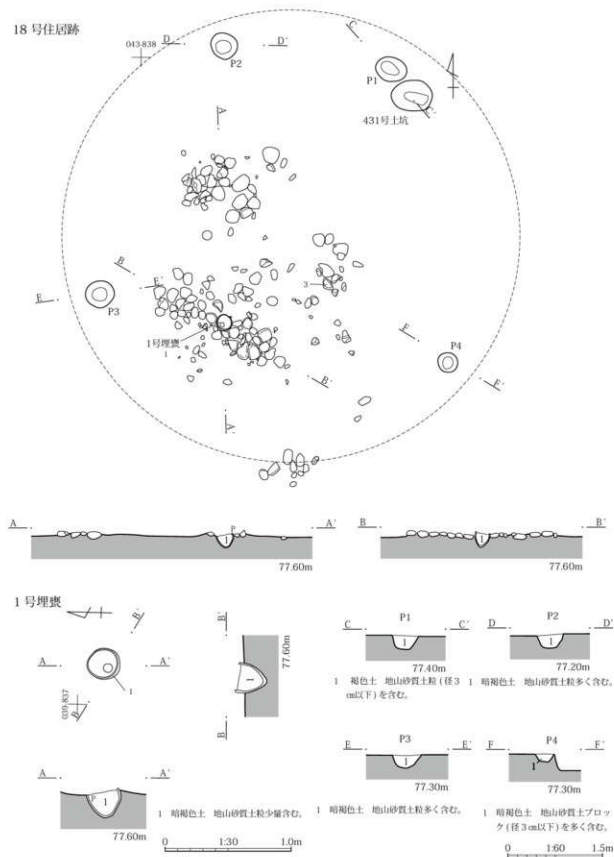 18 号住居跡
043-838
D
D'
P2
C
P1
C'
431号土坑
A
B
E
E'
P3
3
1号埋甕
1
F
P4
B'
F'
A'
A
A'
P
1
77.60m
B
B'
1
77.60m
1 号埋甕
B'
A
A'
1
039-837
B
B'
77.60m
1
B
A
A'
P
1
77.60m
1 暗褐色土 地山砂質土粒少量含む。
0 1:30 1.0m
P1
C
C'
1
77.40m
1 褐色土 地山砂質土粒 (径 3
㎝以下) を含む。
P2
D
D'
1
77.20m
1 暗褐色土 地山砂質土粒多く含む。
P3
E
E'
1
77.30m
1 暗褐色土 地山砂質土粒多く含む。
P4
F
F'
1
77.30m
1 暗褐色土 地山砂質土ブロッ
ク (径 3 ㎝以下) を多く含む。
0 1:60 1.5m